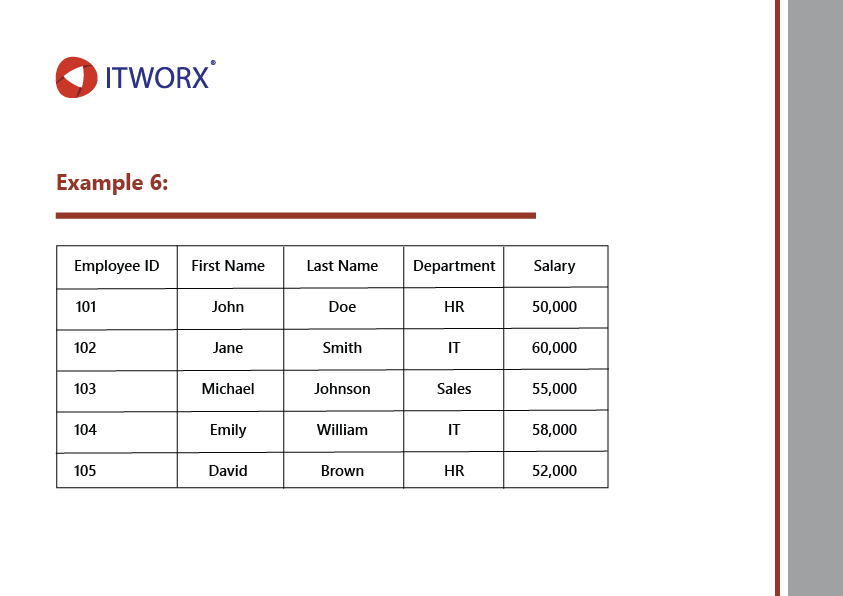 ITWORX®
Example 6:
Employee ID First Name Last Name Department Salary
101 John Doe HR 50,000
102 Jane Smith IT 60,000
103 Michael Johnson Sales 55,000
104 Emily William IT 58,000
105 David Brown HR 52,000